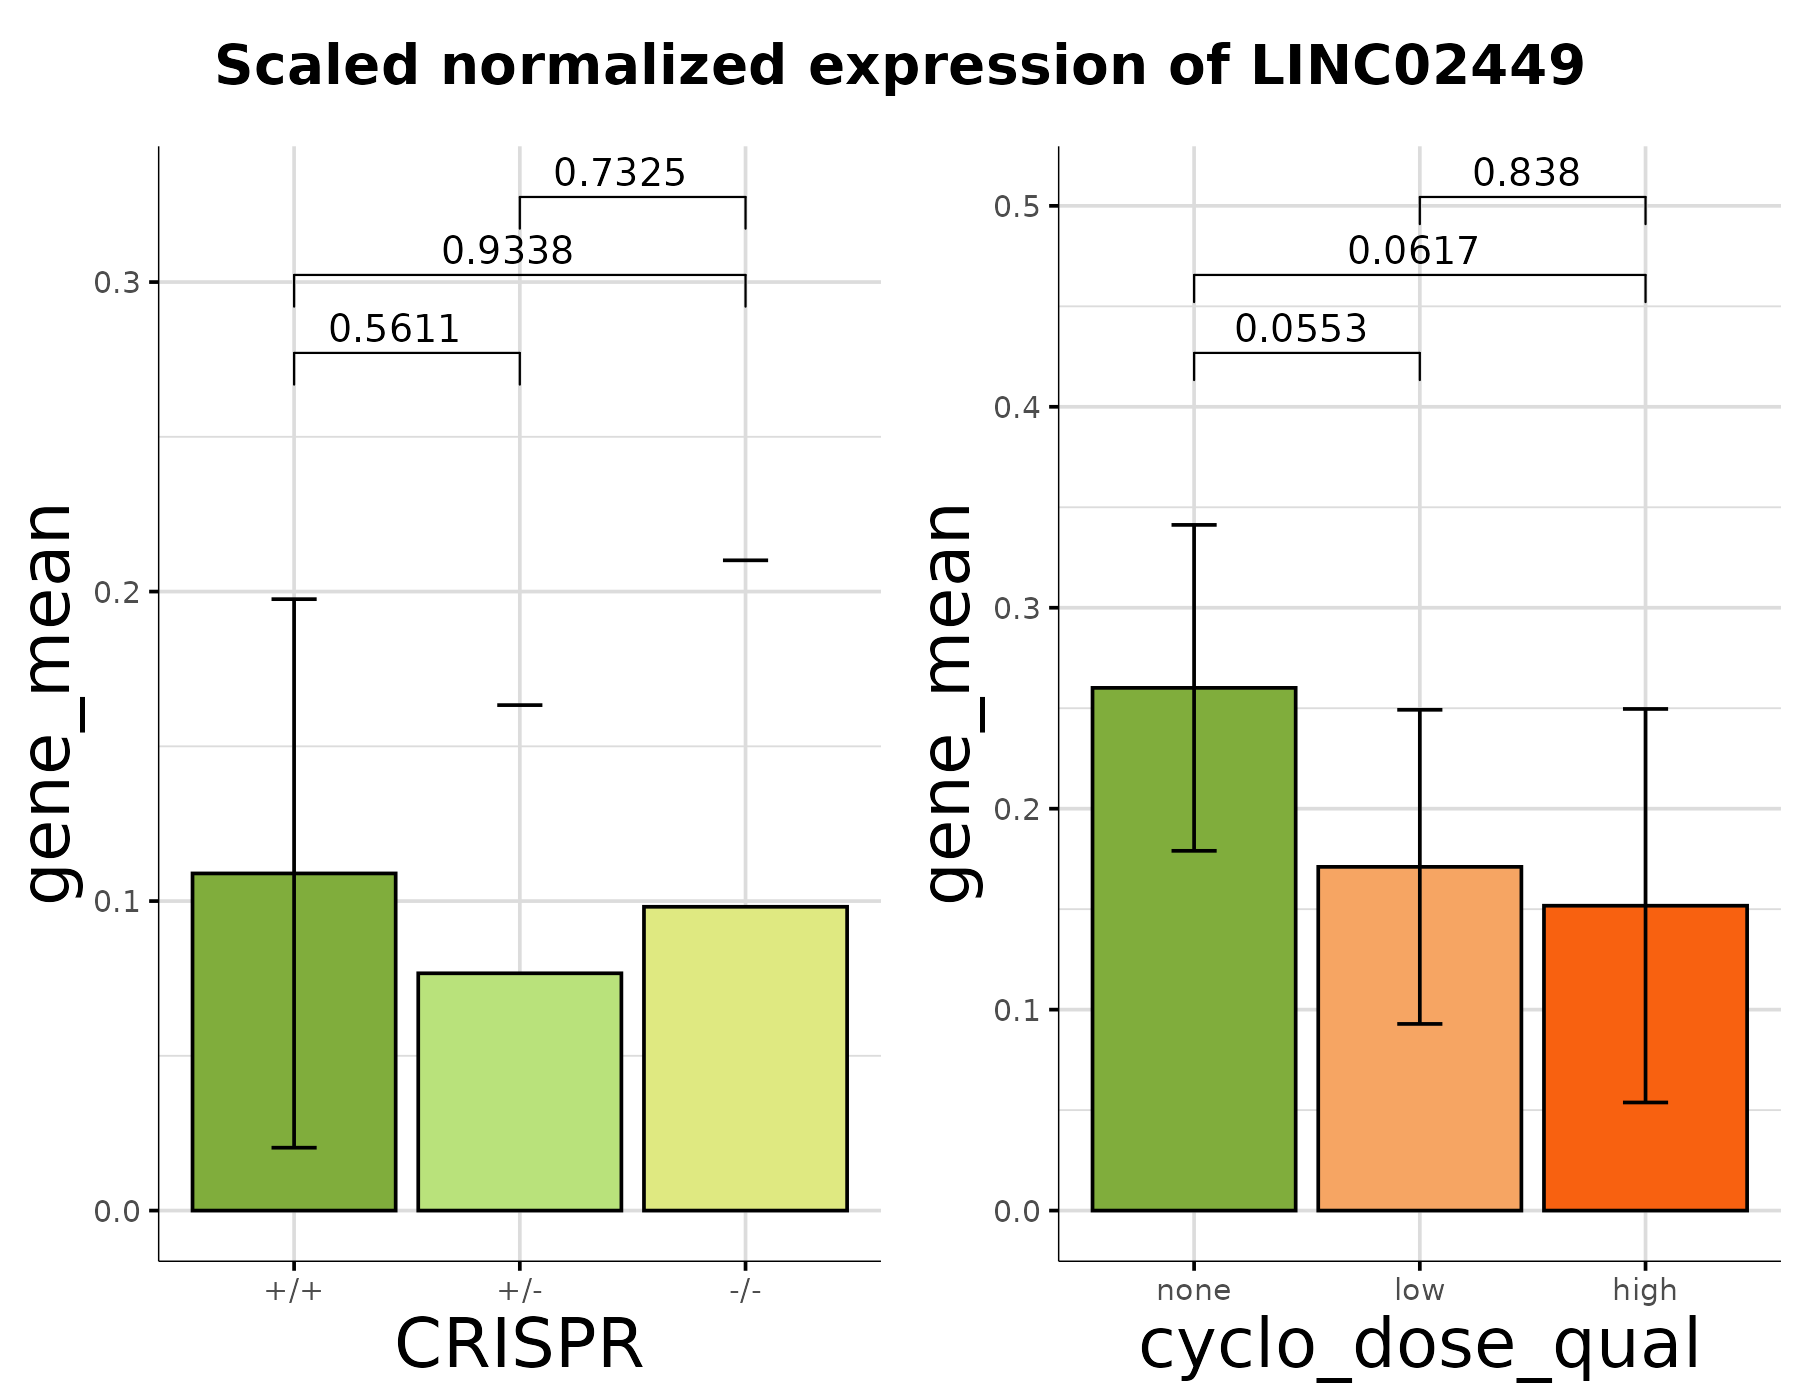 Scaled normalized expression of LINC02449
gene_mean
0.3
0.2
0.1
0.0
0.7325
0.9338
0.5611
+/+ +/- -/-
CRISPR
gene_mean
0.5
0.4
0.3
0.2
0.1
0.0
0.838
0.0617
0.0553
none low high
cyclo_dose_qual